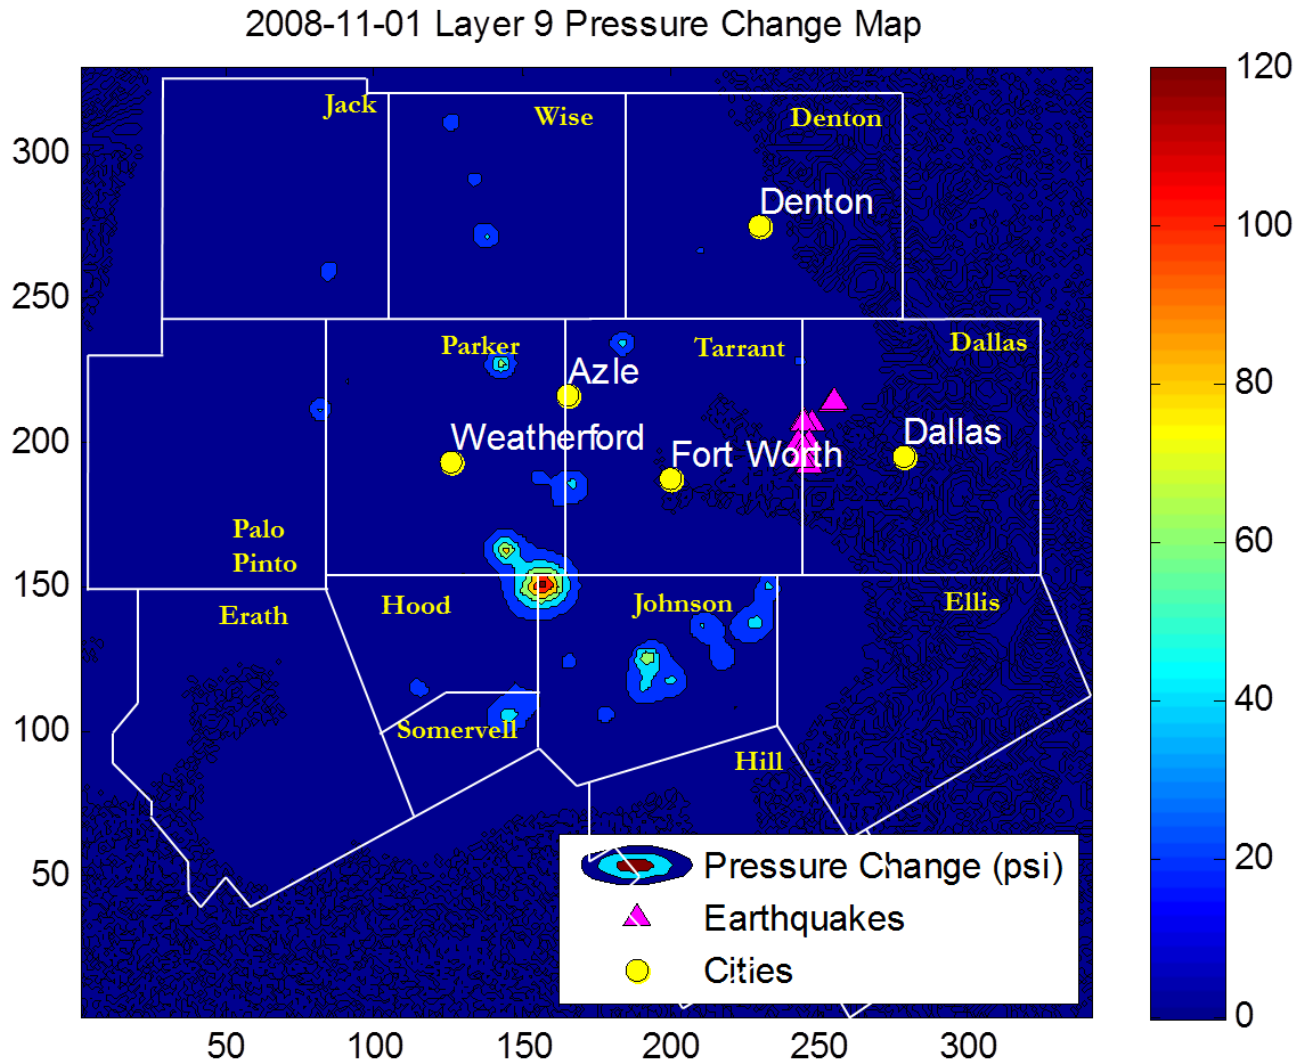 2008-11-01 Layer 9 Pressure Change Map
120
Jack
Wise
Denton
300
100
Denton
250
Parker
Tarrant
Dallas
80
Azle
200
Weatherford
Fort Worth
Dallas
60
Palo
Pinto
150
Erath
Hood
Johnson
Ellis
40
100
Somervell
Hill
20
50
Pressure Change (psi)
Earthquakes
Cities
0
50
100
150
200
250
300